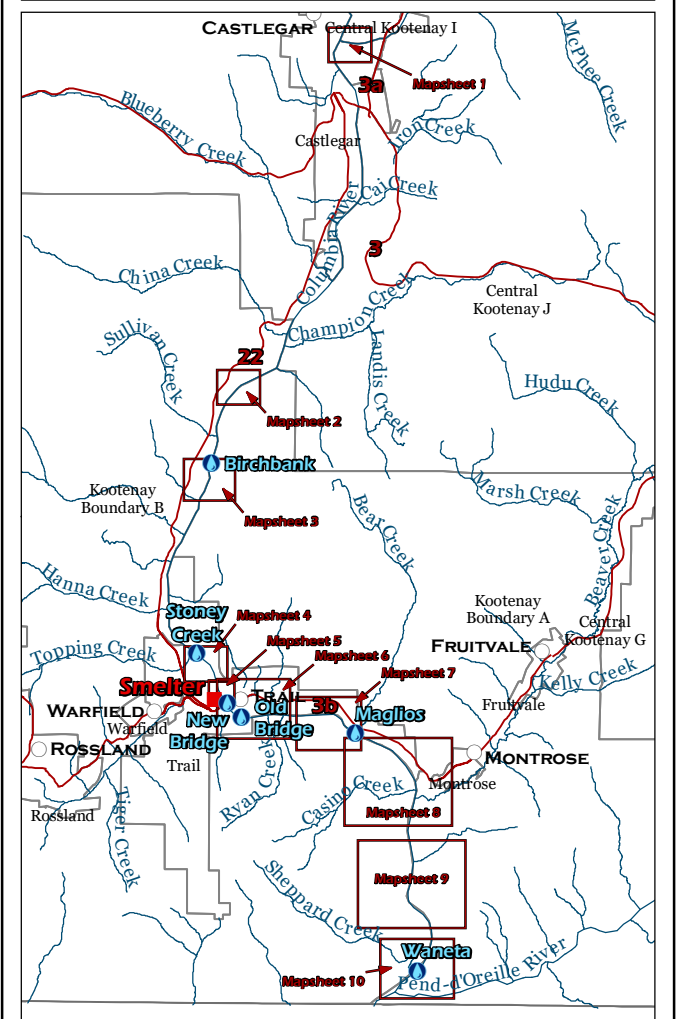 CASTLEGAR
Central Kootenay I
McPhee Creek
Mapsheet 1
3a
Blueberry Creek
Iron Creek
Castlegar
Cai Creek
Columbia River
3
China Creek
Central
Kootenay J
Champion Creek
Sullivan Creek
Landis Creek
22
Hudu Creek
Mapsheet 2
Birchbank
Kootenay
Boundary B
Marsh Creek
Mapsheet 3
Bear Creek
Beaver Creek
Hanna Creek
Kootenay
Boundary A
Stoney
Creek
Mapsheet 4
Central
Kootenay G
Topping Creek
Mapsheet 5
FRUITVALE
Mapsheet 6
Mapsheet 7
Kelly Creek
Smelter
TRAIL
3b
Fruitvale
WARFIELD
Old
Bridge
Maglios
New
Bridge
Warfield
ROSSLAND
MONTROSE
Trail
Ryan Creek
Casino Creek
Montrose
Tiger Creek
Rossland
Mapsheet 8
Mapsheet 9
Sheppard Creek
Waneta
Mapsheet 10
Pend-d'Oreille River